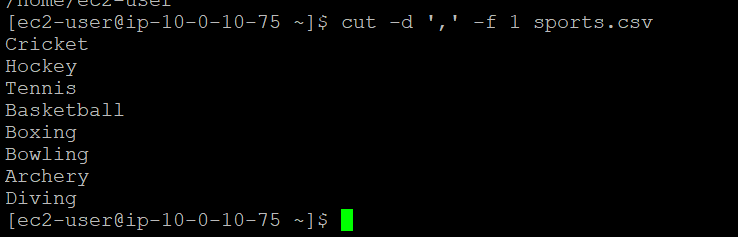 /home/ec2-user
[ec2-user@ip-10-0-10-75 ~]$ cut -d ',' -f 1 sports.csv
Cricket
Hockey
Tennis
Basketball
Boxing
Bowling
Archery
Diving
[ec2-user@ip-10-0-10-75 ~]$